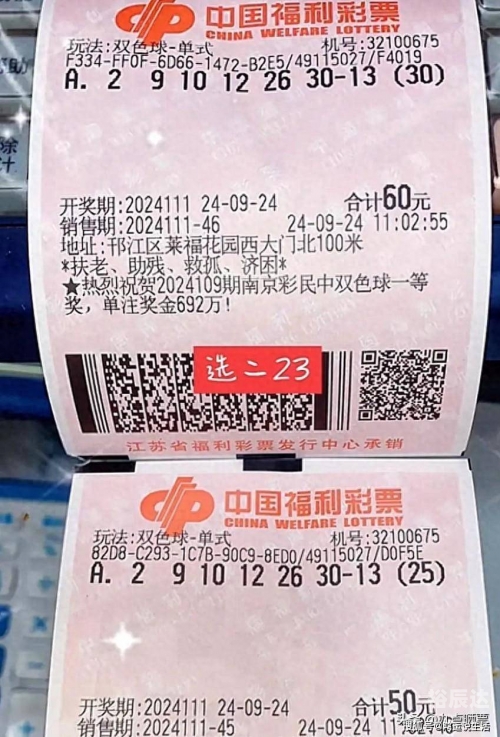 中国福利彩票
CHINA WELFARE LOTTERY
玩法:双色球-单式 机号:32100675
F334-FF0F-6D66-1472-B2E5/49115027/F4019
A. 2 9 10 12 26 30-13 (30)
开奖期:2024111 24-09-24 合计60元
销售期:2024111-46 24-09-24 11:02:55
地址:邗江区莱福花园西大门北100米
*扶老、助残、救孤、济困*
★热烈祝贺2024109期南京彩民中双色球一等
奖,单注奖金692万!
选二23
江苏省福利彩票发行中心承销
中国福利彩票
CHINA WELFARE LOTTERY
玩法:双色球-单式 机号:32100675
82D8-C293-1C7B-90C9-8ED0/49115027/D0F5E
A. 2 9 10 12 26 30-13 (25)
开奖期:2024111 24-09-24 合计50元
销售期:2024111-45 24-09-24